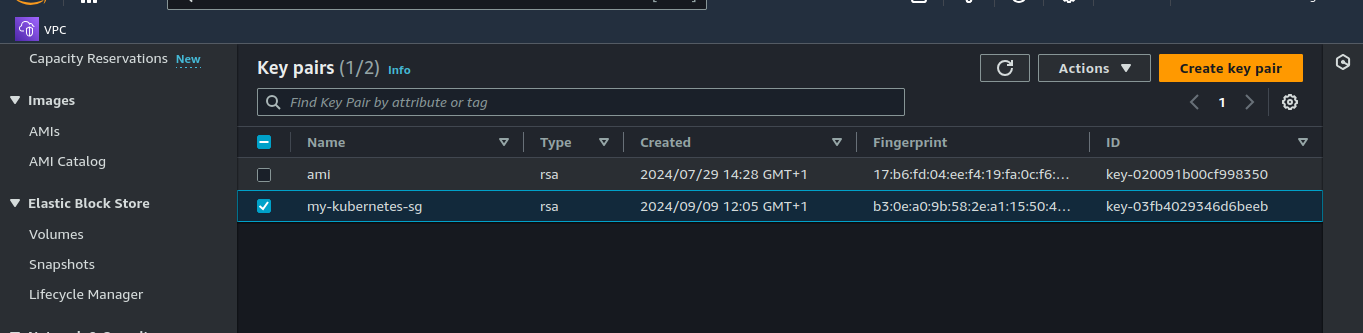 VPC
Capacity Reservations New
Images
AMIs
AMI Catalog
Elastic Block Store
Volumes
Snapshots
Lifecycle Manager
Key pairs (1/2) Info
Actions
Create key pair
Find Key Pair by attribute or tag
1
Name Type Created Fingerprint ID
ami rsa 2024/07/29 14:28 GMT+1 17:b6:fd:04:ee:f4:19:fa:0c:f6:… key-020091b00cf998350
my-kubernetes-sg rsa 2024/09/09 12:05 GMT+1 b3:0e:a0:9b:58:2e:a1:15:50:4… key-03fb4029346d6beeb